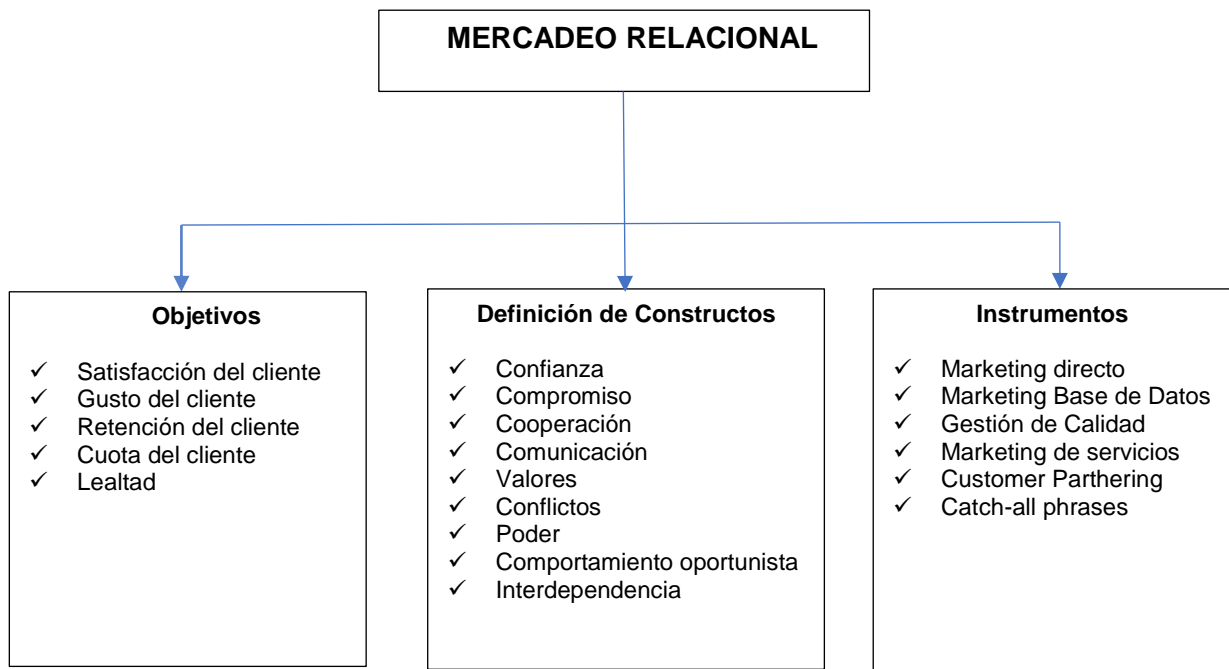 MERCADEO RELACIONAL
Objetivos
✓ Satisfacción del cliente
✓ Gusto del cliente
✓ Retención del cliente
✓ Cuota del cliente
✓ Lealtad
Definición de Constructos
✓ Confianza
✓ Compromiso
✓ Cooperación
✓ Comunicación
✓ Valores
✓ Conflictos
✓ Poder
✓ Comportamiento oportunista
✓ Interdependencia
Instrumentos
✓ Marketing directo
✓ Marketing Base de Datos
✓ Gestión de Calidad
✓ Marketing de servicios
✓ Customer Parthering
✓ Catch-all phrases